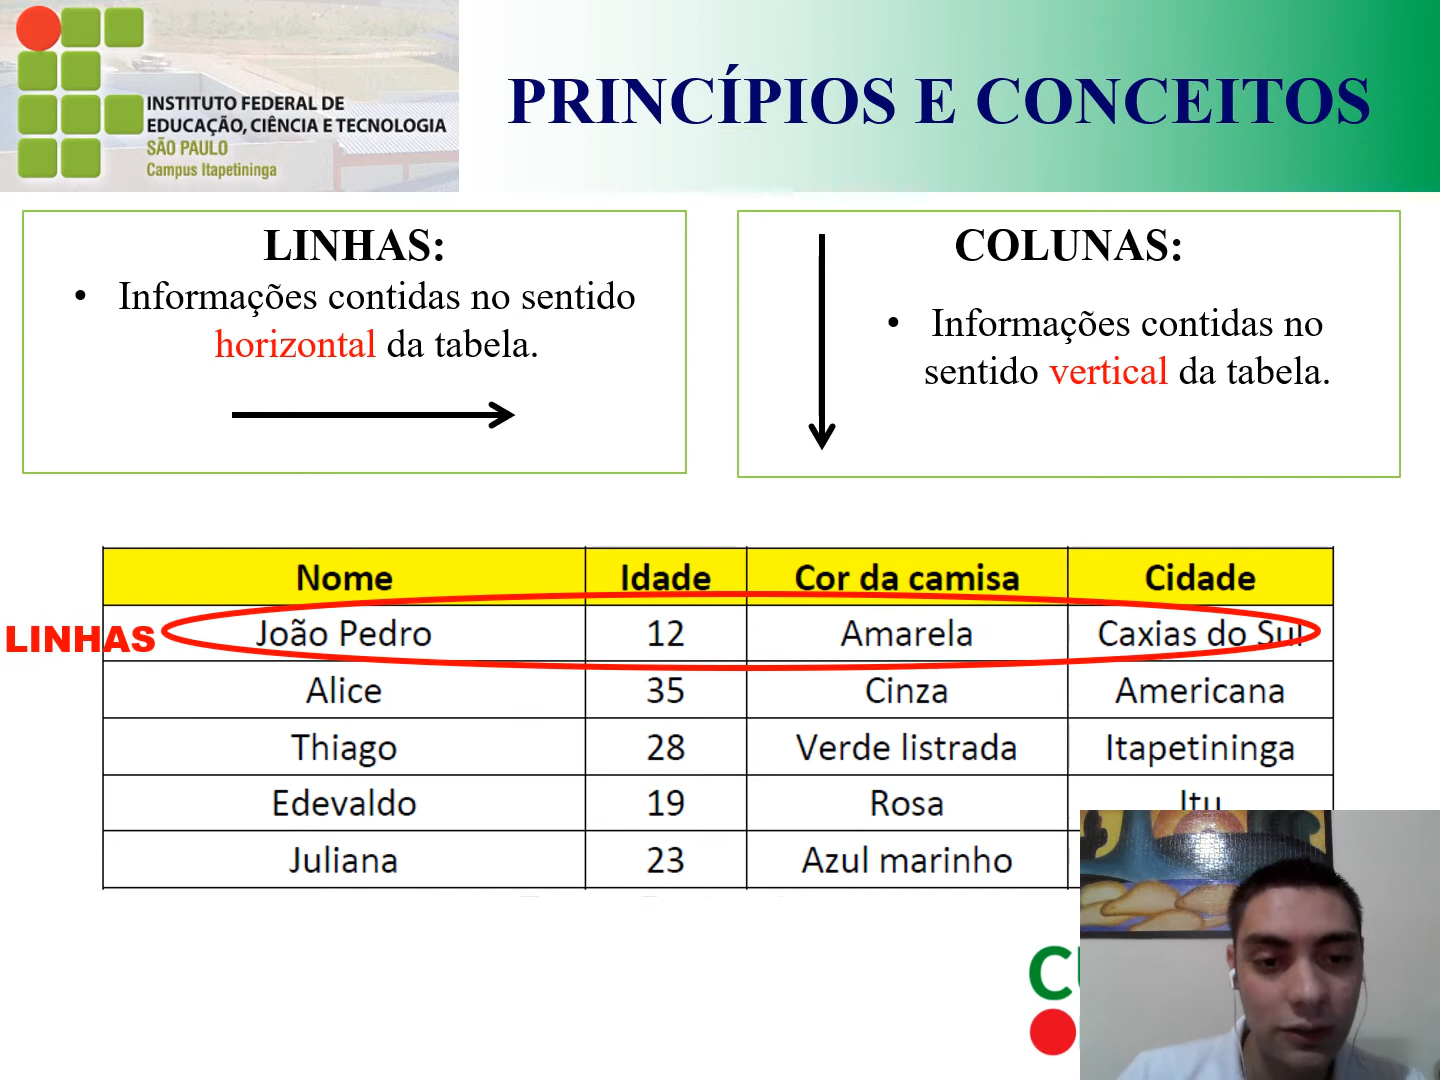 INSTITUTO FEDERAL DE
EDUCAÇÃO, CIÊNCIA E TECNOLOGIA
SÃO PAULO
Campus Itapetininga
PRINCÍPIOS E CONCEITOS
LINHAS:
• Informações contidas no sentido
horizontal da tabela.
COLUNAS:
• Informações contidas no
sentido vertical da tabela.
Nome Idade Cor da camisa Cidade
LINHAS João Pedro 12 Amarela Caxias do Sul
Alice 35 Cinza Americana
Thiago 28 Verde listrada Itapetininga
Edevaldo 19 Rosa Itu
Juliana 23 Azul marinho